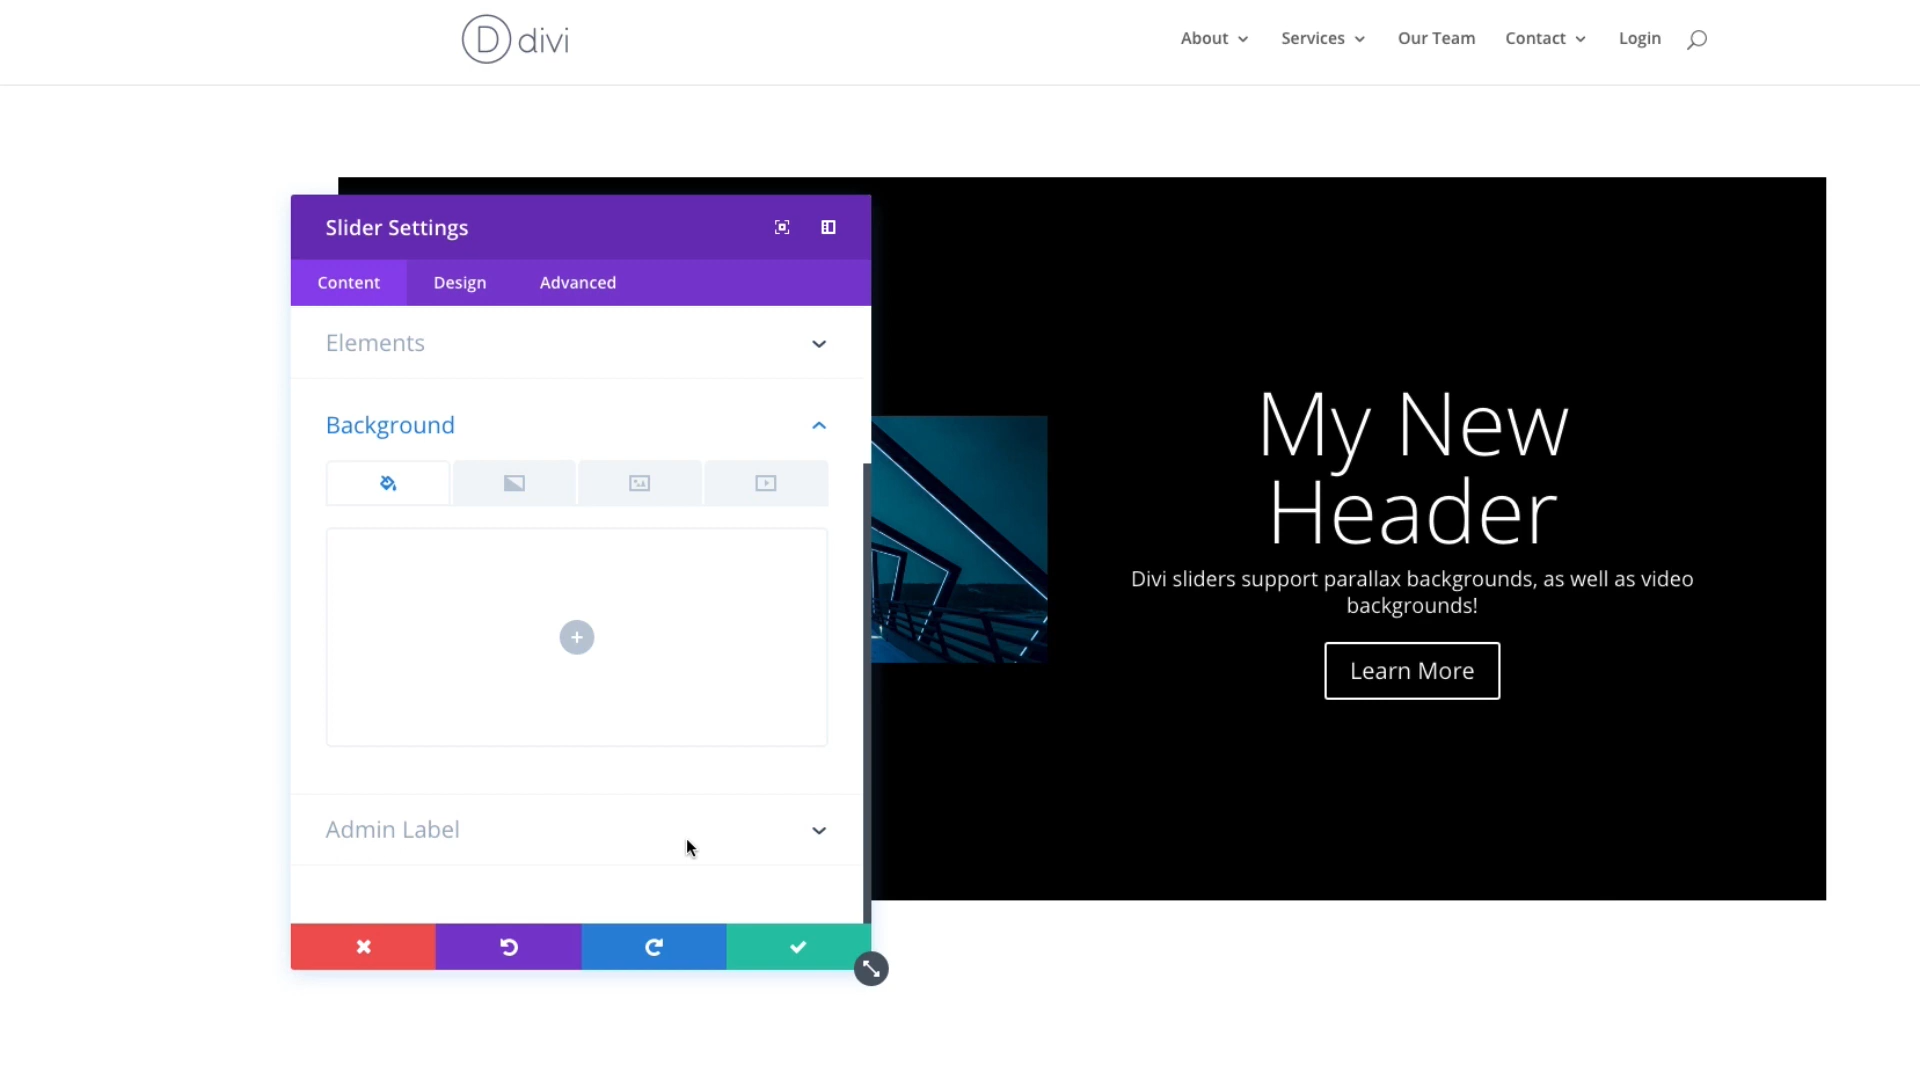 divi
About
Services
Our Team
Contact
Login
Slider Settings
Content
Design
Advanced
Elements
Background
Admin Label
My New
Header
Divi sliders support parallax backgrounds, as well as video
backgrounds!
Learn More